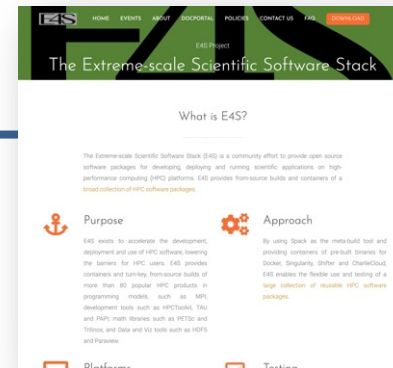 E4S HOME EVENTS ABOUT DOCPORTAL POLICIES CONTACT US FAQ DOWNLOAD
E4S Project
The Extreme-scale Scientific Software Stack
What is E4S?
The Extreme-scale Scientific Software Stack (E4S) is a community effort to provide open source
software packages for developing, deploying and running scientific applications on high-
performance computing (HPC) platforms. E4S provides from-source builds and containers of a
broad collection of HPC software packages.
Purpose
E4S exists to accelerate the development,
deployment and use of HPC software, lowering
the barriers for HPC users. E4S provides
containers and turn-key, from-source builds of
more than 80 popular HPC products in
programming models, such as MPI;
development tools such as HPCToolkit, TAU
and PAPI; math libraries such as PETSc and
Trilinos; and Data and Viz tools such as HDF5
and Paraview.
Approach
By using Spack as the meta-build tool and
providing containers of pre-built binaries for
Docker, Singularity, Shifter and CharlieCloud,
E4S enables the flexible use and testing of a
large collection of reusable HPC software
packages.
Platforms
Testing